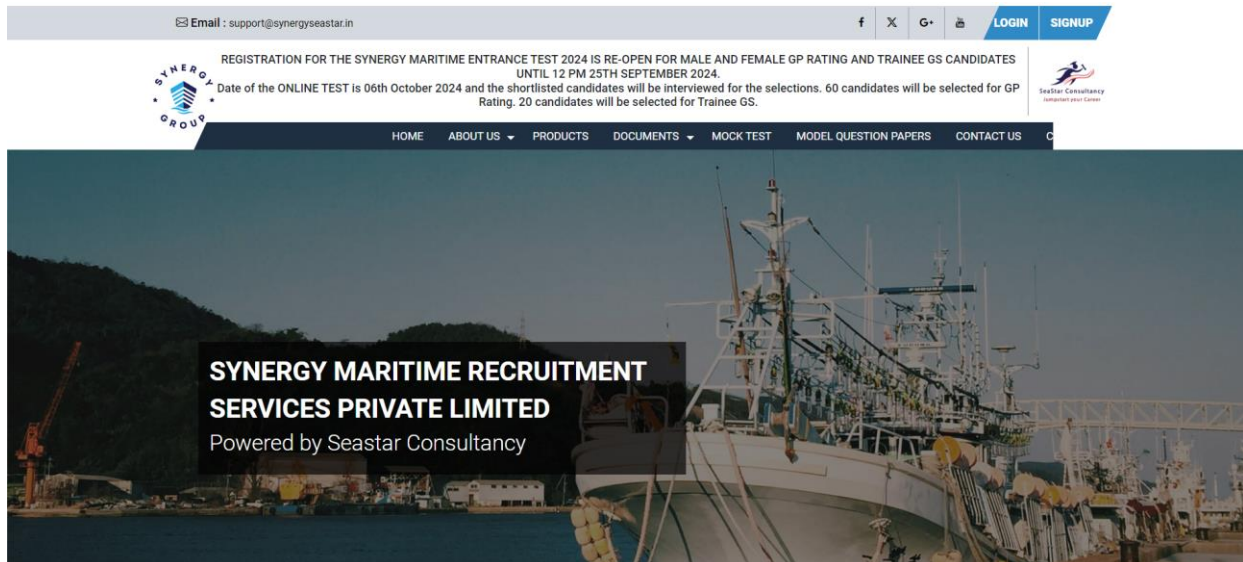 Email : support@synergyseastar.in
LOGIN
SIGNUP
SYNERGY
GROUP
REGISTRATION FOR THE SYNERGY MARITIME ENTRANCE TEST 2024 IS RE-OPEN FOR MALE AND FEMALE GP RATING AND TRAINEE GS CANDIDATES
UNTIL 12 PM 25TH SEPTEMBER 2024.
Date of the ONLINE TEST is 06th October 2024 and the shortlisted candidates will be interviewed for the selections. 60 candidates will be selected for GP
Rating. 20 candidates will be selected for Trainee GS.
SeaStar Consultancy
Jumpstart your Career
HOME ABOUT US PRODUCTS DOCUMENTS MOCK TEST MODEL QUESTION PAPERS CONTACT US C
SYNERGY MARITIME RECRUITMENT
SERVICES PRIVATE LIMITED
Powered by Seastar Consultancy